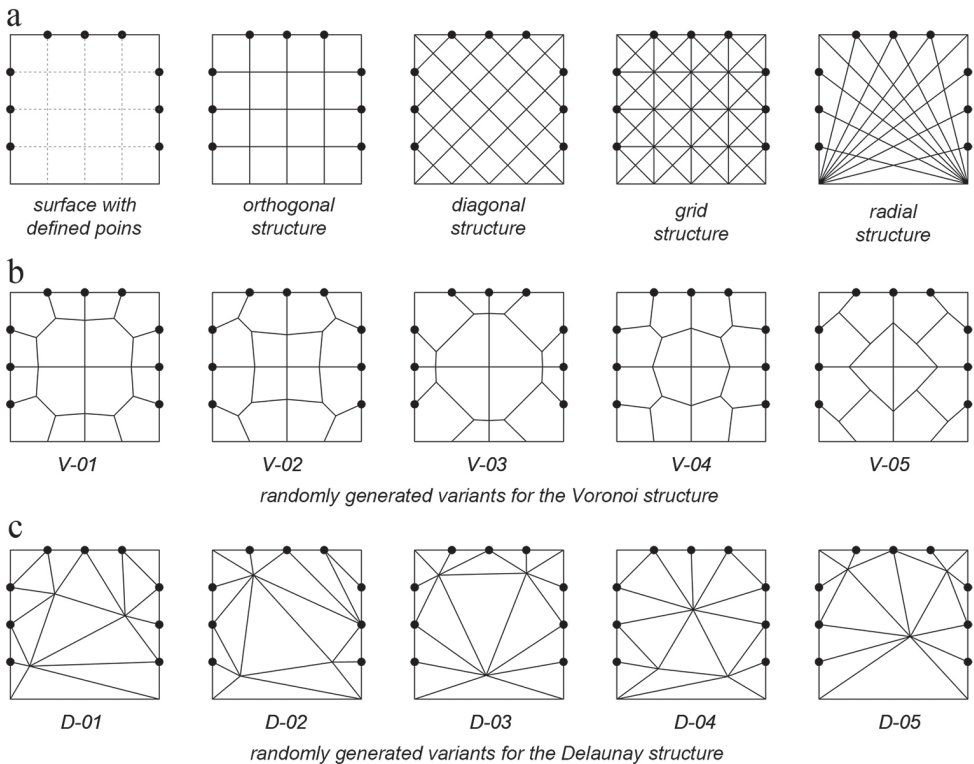 a
surface with
defined poins
orthogonal
structure
diagonal
structure
grid
structure
radial
structure
b
V-01
V-02
V-03
V-04
V-05
randomly generated variants for the Voronoi structure
c
D-01
D-02
D-03
D-04
D-05
randomly generated variants for the Delaunay structure